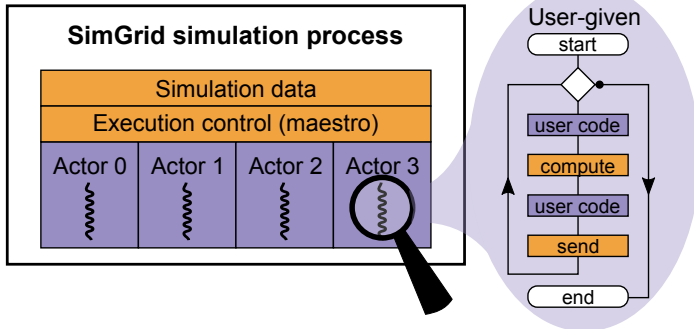 SimGrid simulation process
Simulation data
Execution control (maestro)
Actor 0 Actor 1 Actor 2 Actor 3
User-given
start
user code
compute
user code
send
end